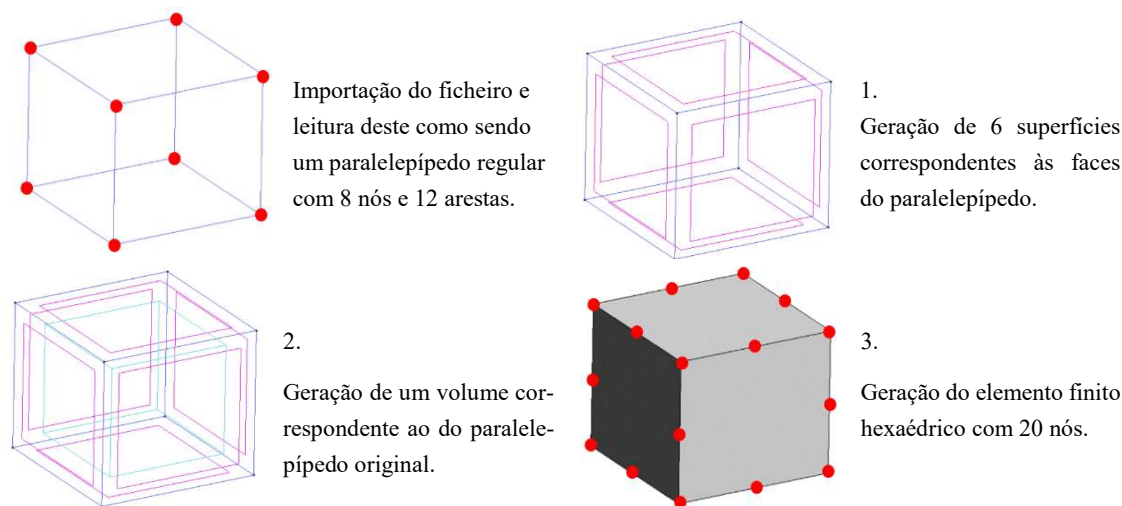 Importação do ficheiro e
leitura deste como sendo
um paralelepípedo regular
com 8 nós e 12 arestas.
1.
Geração de 6 superfícies
correspondentes às faces
do paralelepípedo.
2.
Geração de um volume cor-
respondente ao do paralele-
pípedo original.
3.
Geração do elemento finito
hexaédrico com 20 nós.